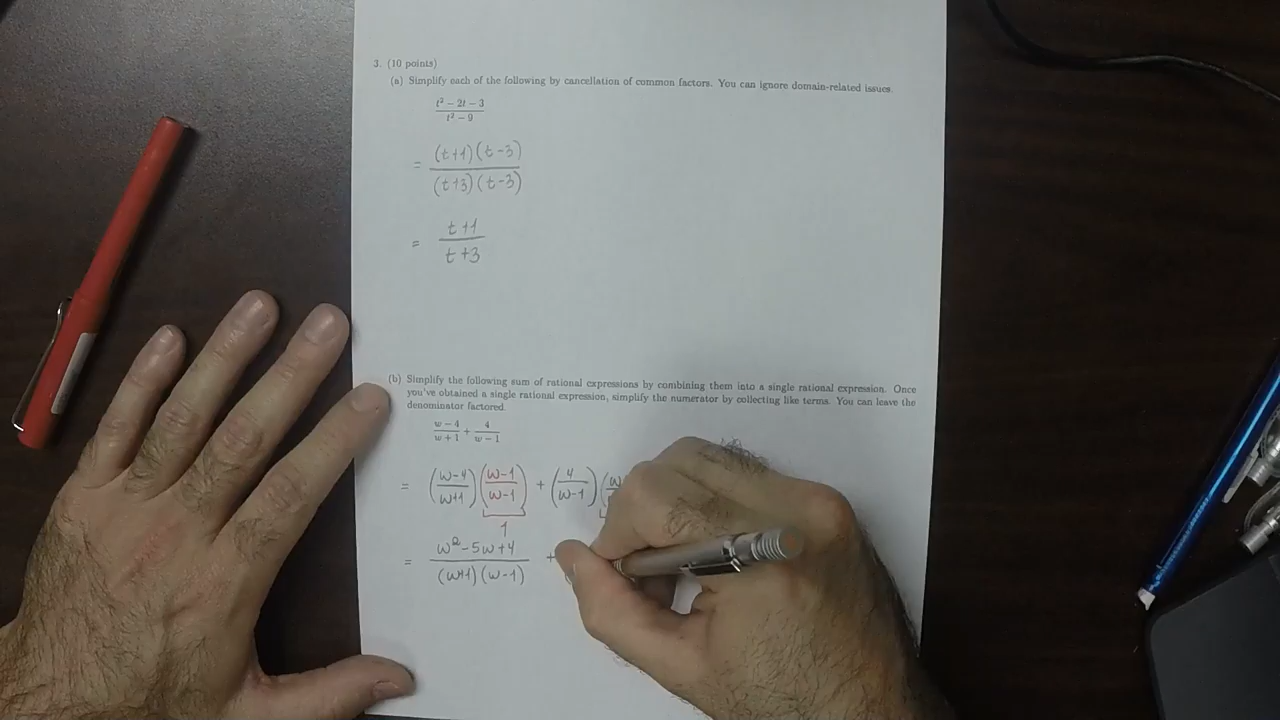 3. (10 points)
(a) Simplify each of the following by cancellation of common factors. You can ignore domain-related issues.
t² − 2t − 3
t² − 9
= (t+1)(t-3)
(t+3)(t-3)
= t+1
t+3
(b) Simplify the following sum of rational expressions by combining them into a single rational expression. Once
you've obtained a single rational expression, simplify the numerator by collecting like terms. You can leave the
denominator factored.
w − 4
w + 1
+ 4
w − 1
= (w-4 / w+1)(w-1 / w-1) + (4 / w-1)(w
1
= w²-5w+4
(w+1)(w-1)
+